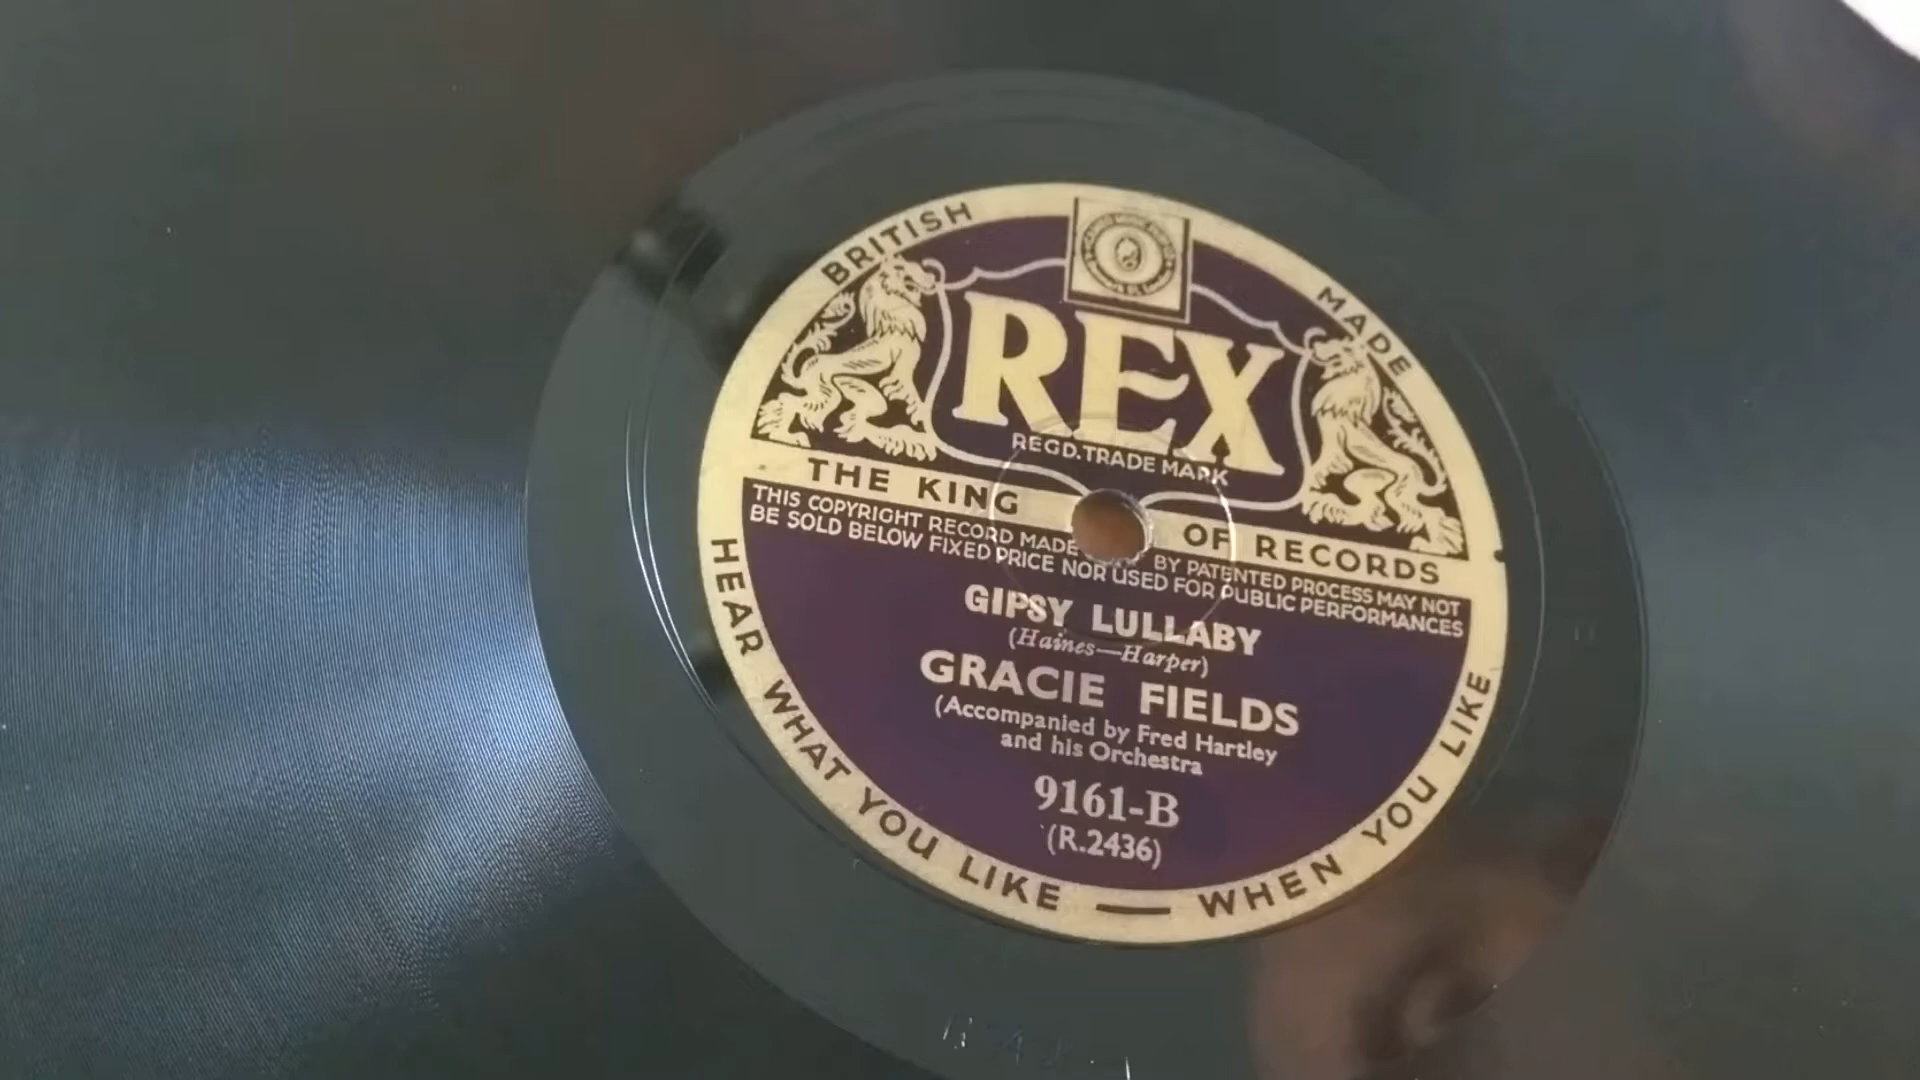 BRITISH MADE
REX
REGD. TRADE MARK
THE KING OF RECORDS
THIS COPYRIGHT RECORD MADE BY PATENTED PROCESS MAY NOT
BE SOLD BELOW FIXED PRICE NOR USED FOR PUBLIC PERFORMANCES
GIPSY LULLABY
(Haines—Harper)
GRACIE FIELDS
(Accompanied by Fred Hartley
and his Orchestra
9161-B
(R.2436)
HEAR WHAT YOU LIKE — WHEN YOU LIKE